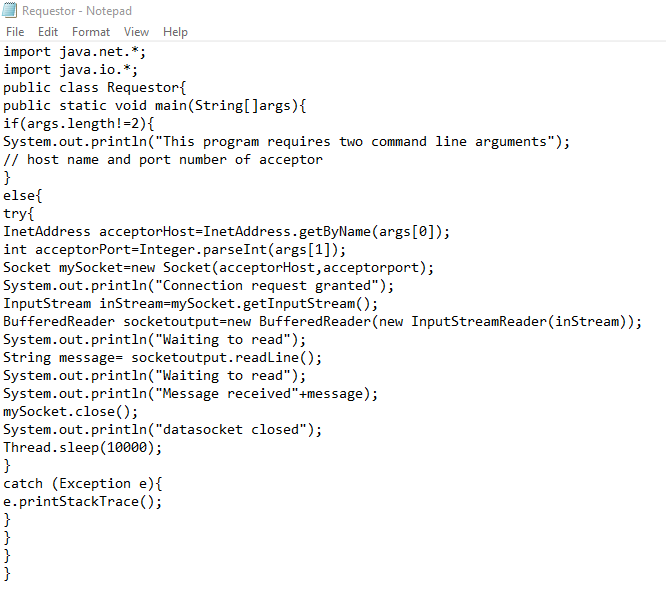 Requestor - Notepad
File Edit Format View Help
import java.net.*;
import java.io.*;
public class Requestor{
public static void main(String[]args){
if(args.length!=2){
System.out.println("This program requires two command line arguments");
// host name and port number of acceptor
}
else{
try{
InetAddress acceptorHost=InetAddress.getByName(args[0]);
int acceptorPort=Integer.parseInt(args[1]);
Socket mySocket=new Socket(acceptorHost,acceptorport);
System.out.println("Connection request granted");
InputStream inStream=mySocket.getInputStream();
BufferedReader socketoutput=new BufferedReader(new InputStreamReader(inStream));
System.out.println("Waiting to read");
String message= socketoutput.readLine();
System.out.println("Waiting to read");
System.out.println("Message received"+message);
mySocket.close();
System.out.println("datasocket closed");
Thread.sleep(10000);
}
catch (Exception e){
e.printStackTrace();
}
}
}
}